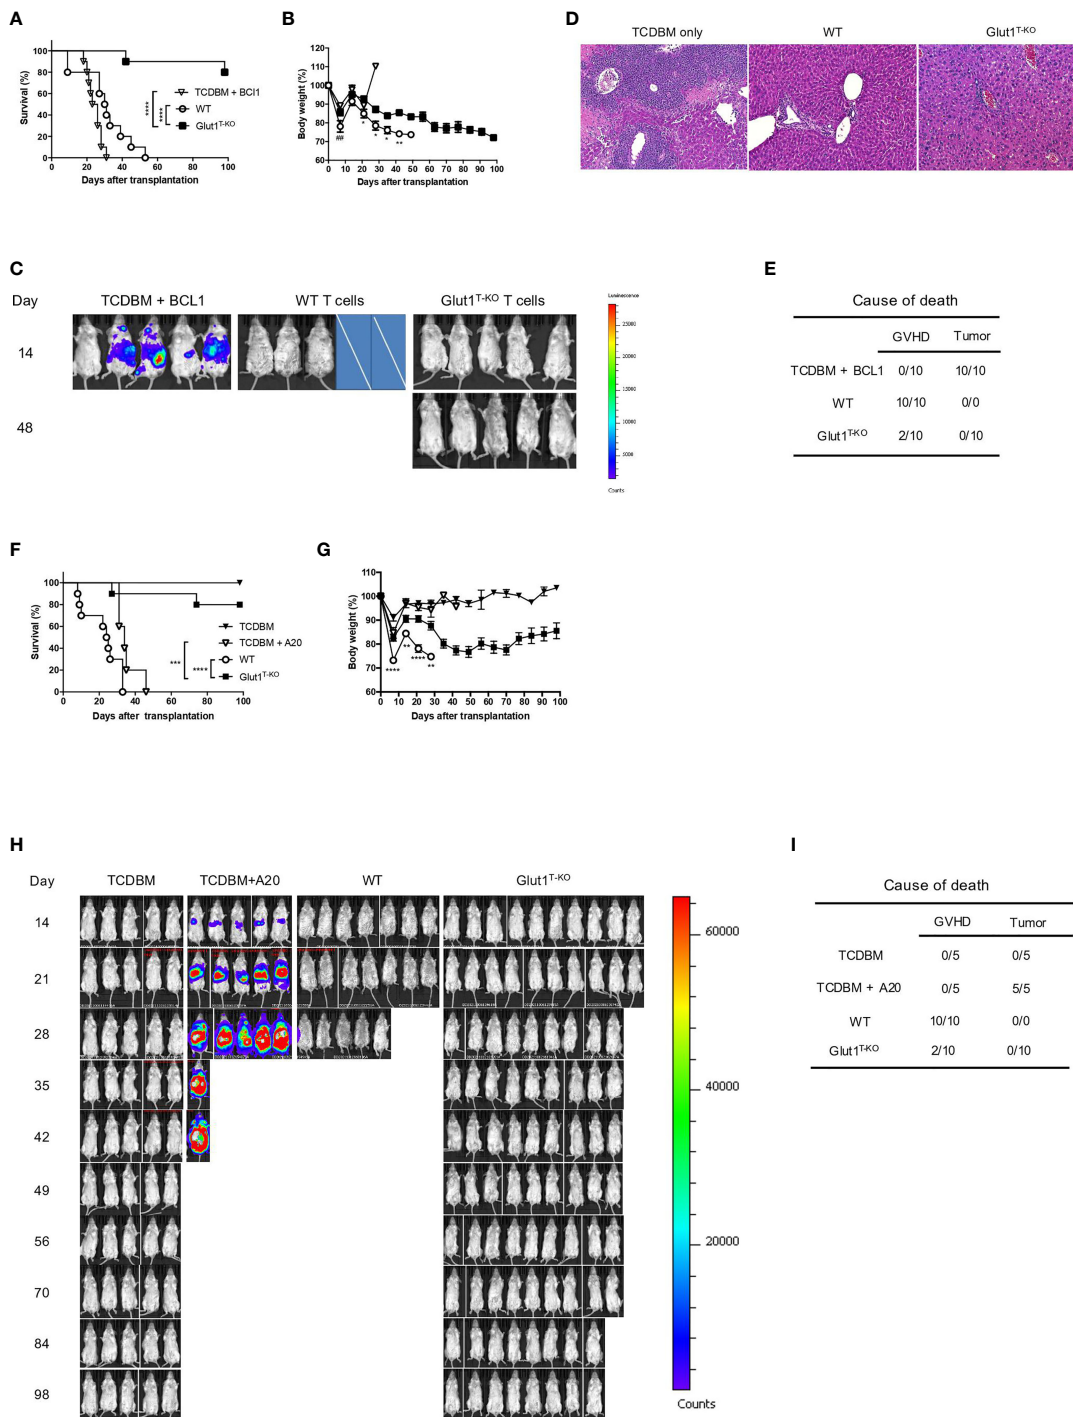 A
Survival (%)
100
80
60
40
20
0
0 20 40 60 80 100
Days after transplantation
****
****
TCDBM + BCl1
WT
Glut1T-KO
B
Body weight (%)
120
110
100
90
80
70
60
0 10 20 30 40 50 60 70 80 90 100
Days after transplantation
##
*
*
*
**
D
TCDBM only
WT
Glut1T-KO
C
Day
TCDBM + BCL1
WT T cells
Glut1T-KO T cells
14
48
Luminescence
25000
20000
15000
10000
5000
Counts
E
Cause of death
GVHD Tumor
TCDBM + BCL1 0/10 10/10
WT 10/10 0/0
Glut1T-KO 2/10 0/10
F
Survival (%)
100
80
60
40
20
0
0 20 40 60 80 100
Days after transplantation
***
****
TCDBM
TCDBM + A20
WT
Glut1T-KO
G
Body weight (%)
110
100
90
80
70
60
0 10 20 30 40 50 60 70 80 90 100
Days after transplantation
****
**
****
**
H
Day
TCDBM
TCDBM+A20
WT
Glut1T-KO
14
21
28
35
42
49
56
70
84
98
60000
40000
20000
Counts
I
Cause of death
GVHD Tumor
TCDBM 0/5 0/5
TCDBM + A20 0/5 5/5
WT 10/10 0/0
Glut1T-KO 2/10 0/10